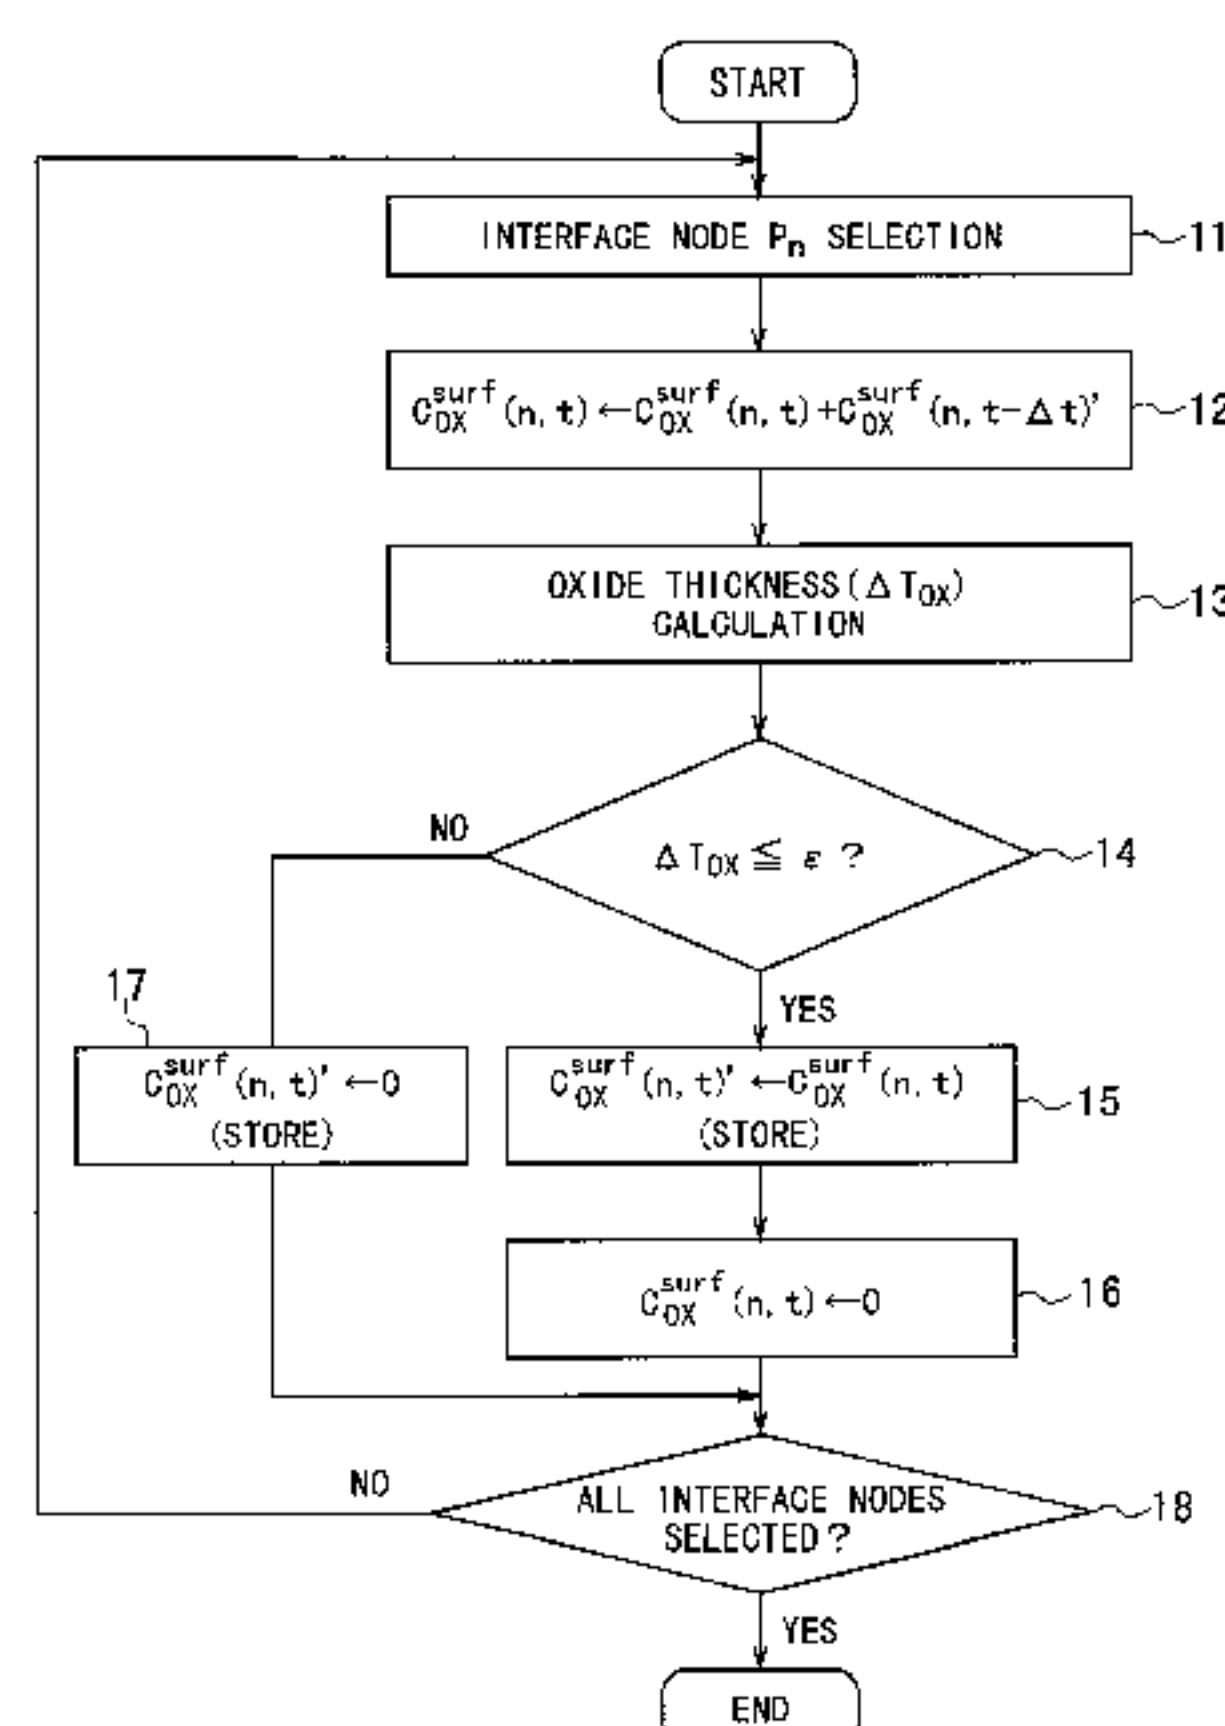 START
INTERFACE NODE Pn SELECTION
11
C_OX^surf (n, t) ←C_OX^surf (n, t) +C_OX^surf (n, t-Δt)'
12
OXIDE THICKNESS(ΔT_OX)
CALCULATION
13
ΔT_OX ≦ ε ?
14
NO
YES
17
C_OX^surf (n, t)' ←0
(STORE)
C_OX^surf (n, t)' ←C_OX^surf (n, t)
(STORE)
15
C_OX^surf (n, t) ←0
16
NO
ALL INTERFACE NODES
SELECTED?
18
YES
END